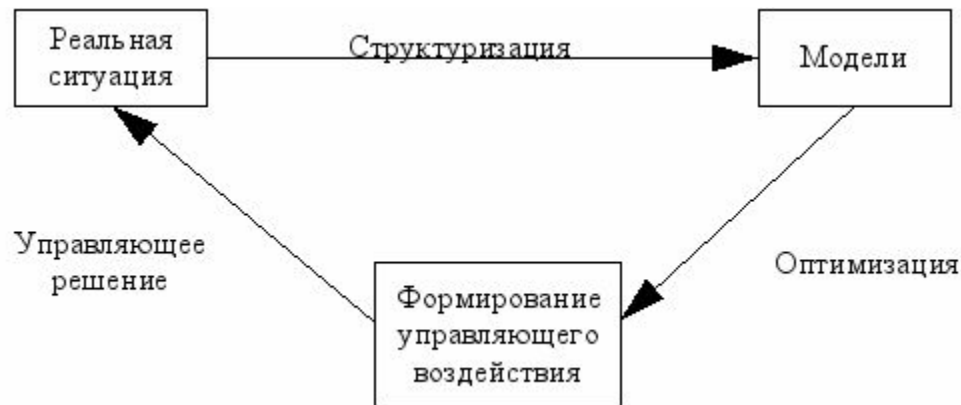 Реальная
ситуация
Структуризация
Модели
Управляющее
решение
Оптимизация
Формирование
управляющего
воздействия